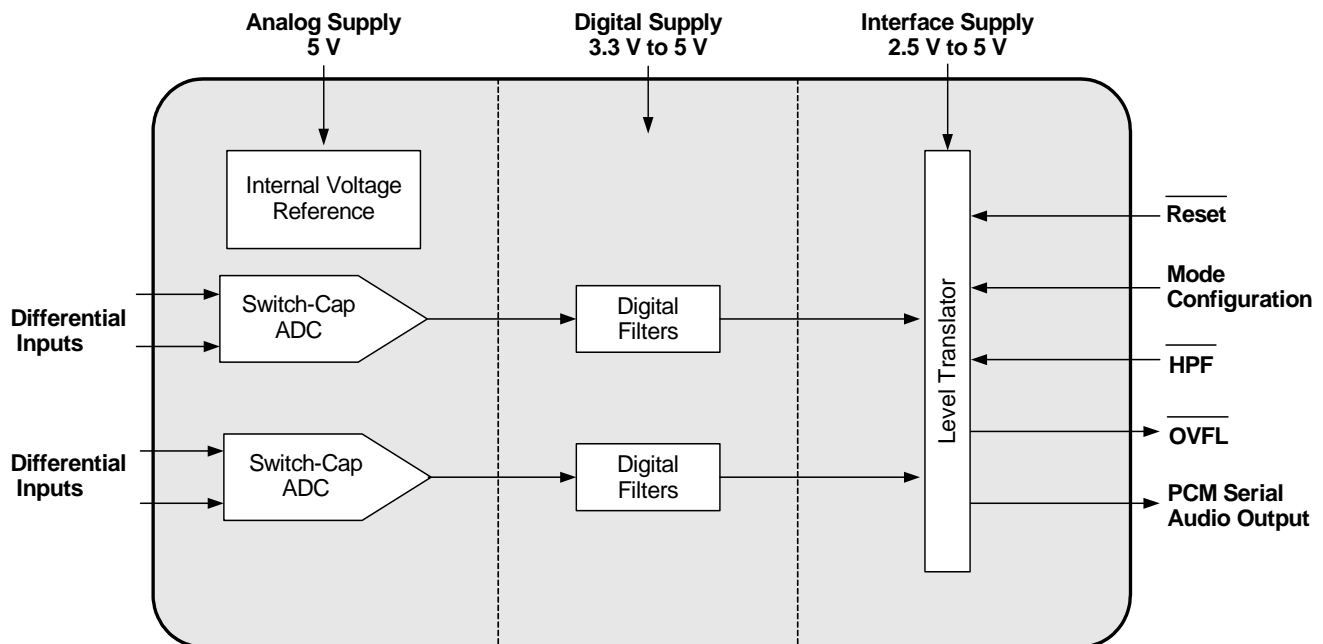 Analog Supply
5 V
Digital Supply
3.3 V to 5 V
Interface Supply
2.5 V to 5 V
Internal Voltage
Reference
Differential
Inputs
Switch-Cap
ADC
Digital
Filters
Differential
Inputs
Switch-Cap
ADC
Digital
Filters
Level Translator
Reset
Mode
Configuration
HPF
OVFL
PCM Serial
Audio Output